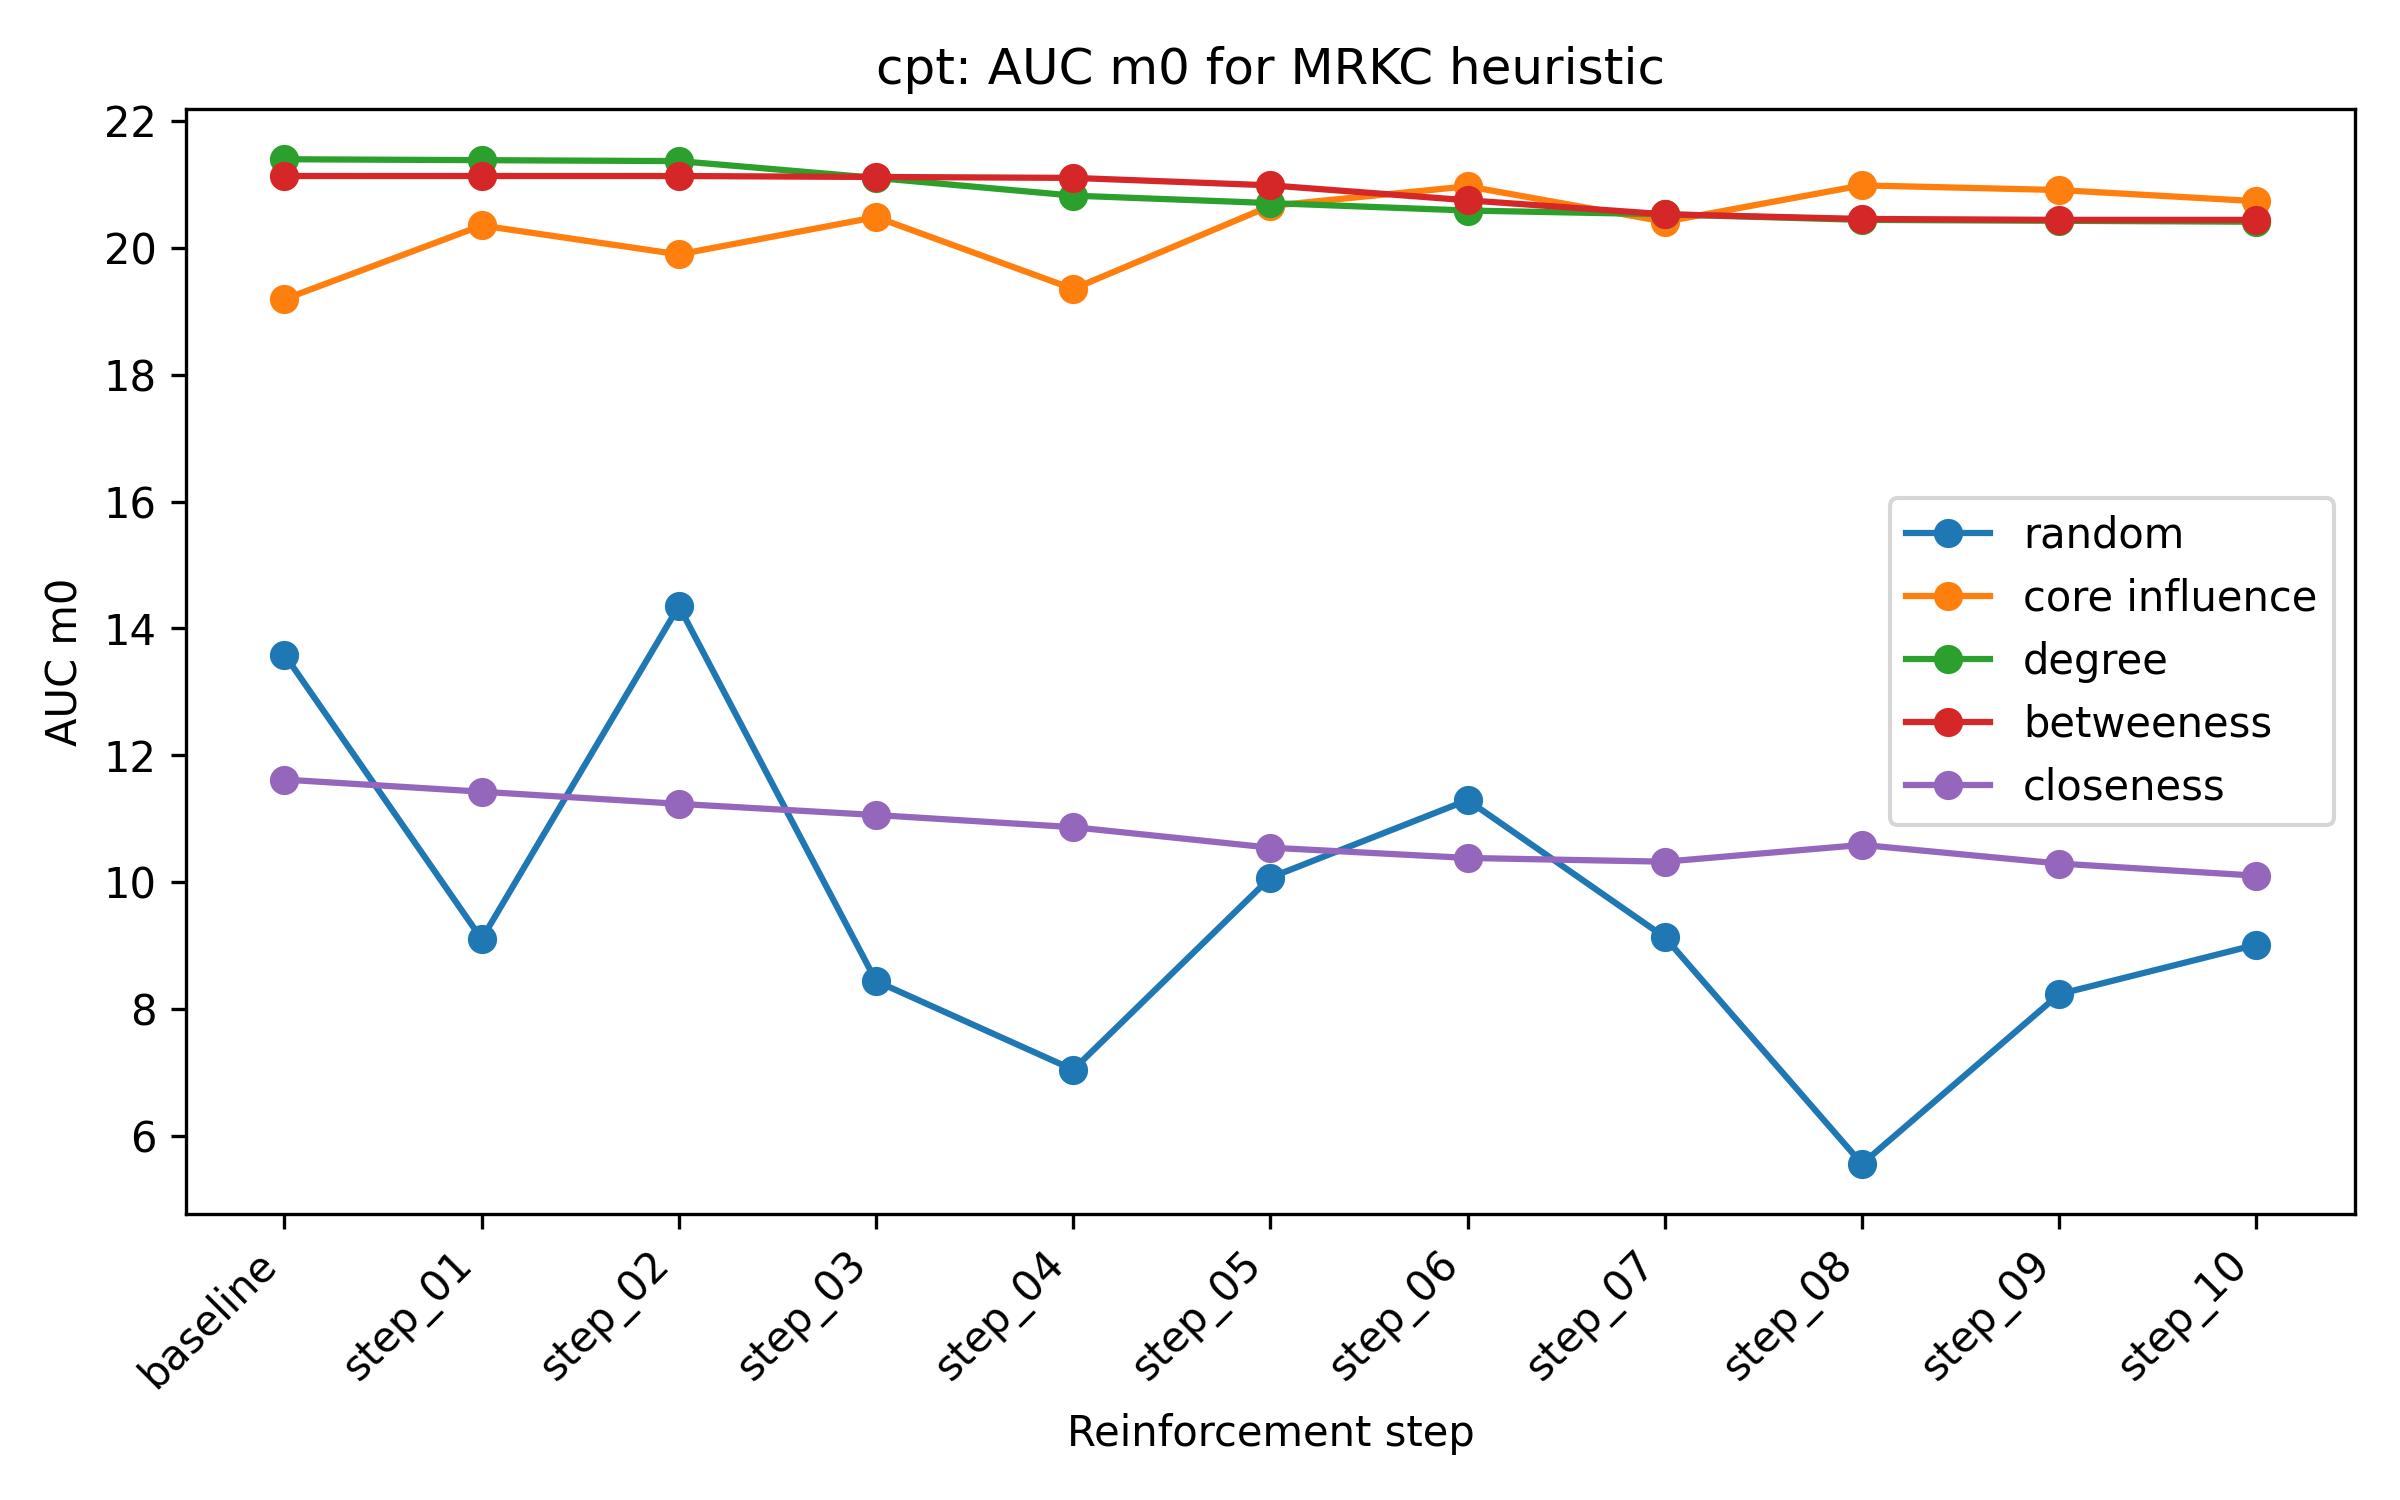 cpt: AUC m0 for MRKC heuristic
22
20
18
16
14
12
10
8
6
AUC m0
random
core influence
degree
betweeness
closeness
baseline
step_01
step_02
step_03
step_04
step_05
step_06
step_07
step_08
step_09
step_10
Reinforcement step